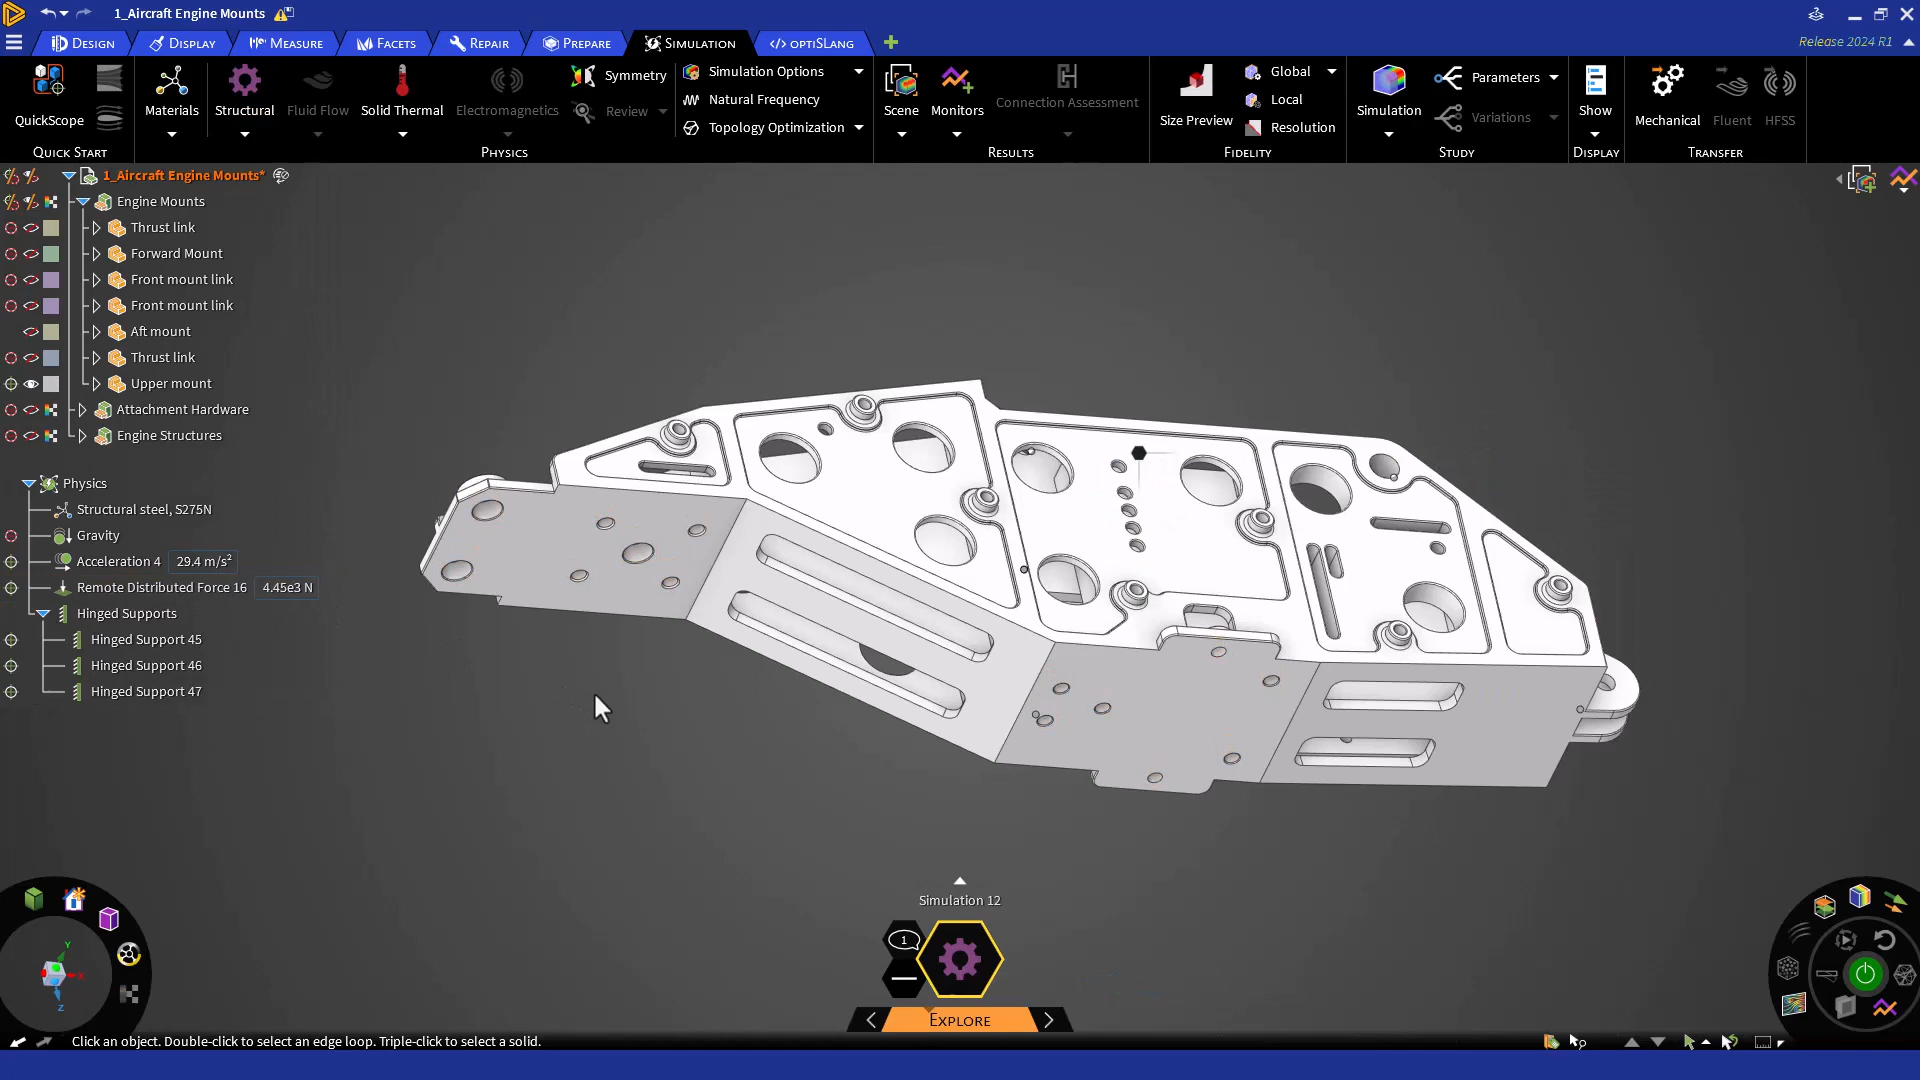 1_Aircraft Engine Mounts
Design
Display
Measure
Facets
Repair
Prepare
Simulation
optiSLang
Release 2024 R1
QuickScope
Quick Start
Materials
Structural
Fluid Flow
Solid Thermal
Electromagnetics
Symmetry
Review
Simulation Options
Natural Frequency
Topology Optimization
Physics
Scene
Monitors
Connection Assessment
Results
Size Preview
Global
Local
Resolution
Fidelity
Simulation
Parameters
Variations
Study
Show
Display
Mechanical
Fluent
HFSS
Transfer
1_Aircraft Engine Mounts*
Engine Mounts
Thrust link
Forward Mount
Front mount link
Front mount link
Aft mount
Thrust link
Upper mount
Attachment Hardware
Engine Structures
Physics
Structural steel, S275N
Gravity
Acceleration 4 29.4 m/s²
Remote Distributed Force 16 4.45e3 N
Hinged Supports
Hinged Support 45
Hinged Support 46
Hinged Support 47
Simulation 12
1
Explore
Y
X
Z
Click an object. Double-click to select an edge loop. Triple-click to select a solid.